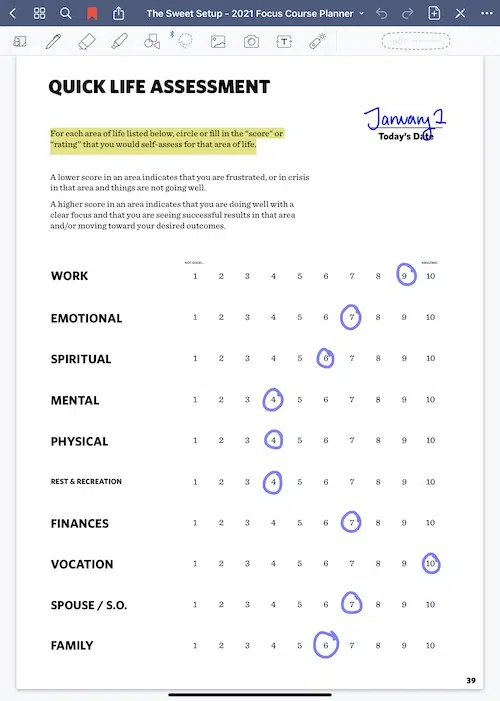 The Sweet Setup - 2021 Focus Course Planner
QUICK LIFE ASSESSMENT
January 1
Today's Date
For each area of life listed below, circle or fill in the “score” or
“rating” that you would self-assess for that area of life.
A lower score in an area indicates that you are frustrated, or in crisis
in that area and things are not going well.
A higher score in an area indicates that you are doing well with a
clear focus and that you are seeing successful results in that area
and/or moving toward your desired outcomes.
NOT GOOD... AMAZING!
WORK 1 2 3 4 5 6 7 8 9 10
EMOTIONAL 1 2 3 4 5 6 7 8 9 10
SPIRITUAL 1 2 3 4 5 6 7 8 9 10
MENTAL 1 2 3 4 5 6 7 8 9 10
PHYSICAL 1 2 3 4 5 6 7 8 9 10
REST & RECREATION 1 2 3 4 5 6 7 8 9 10
FINANCES 1 2 3 4 5 6 7 8 9 10
VOCATION 1 2 3 4 5 6 7 8 9 10
SPOUSE / S.O. 1 2 3 4 5 6 7 8 9 10
FAMILY 1 2 3 4 5 6 7 8 9 10
39